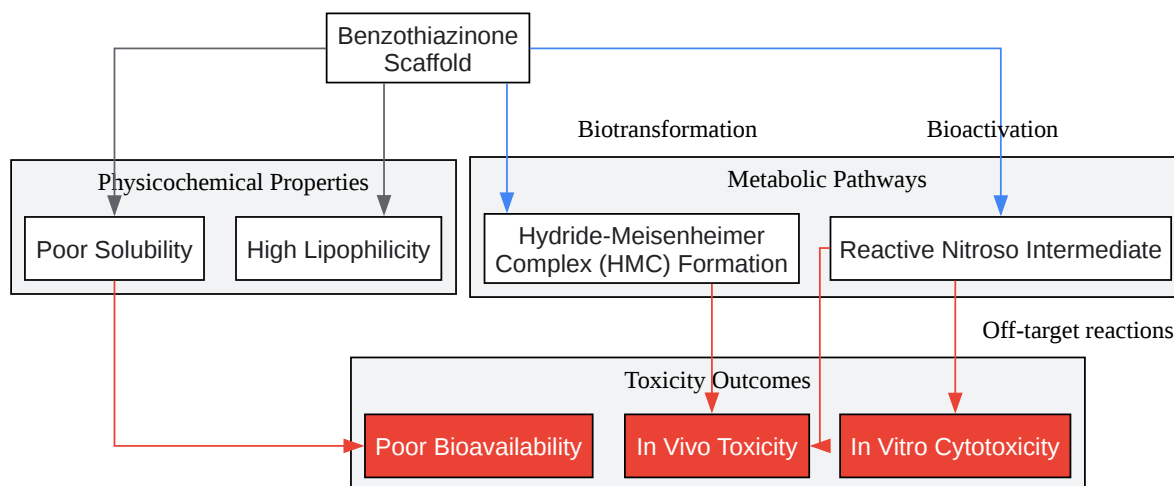 Benzothiazinone
Scaffold
Biotransformation
Bioactivation
Physicochemical Properties
Metabolic Pathways
Poor Solubility
High Lipophilicity
Hydride-Meisenheimer
Complex (HMC) Formation
Reactive Nitroso Intermediate
Off-target reactions
Toxicity Outcomes
Poor Bioavailability
In Vivo Toxicity
In Vitro Cytotoxicity